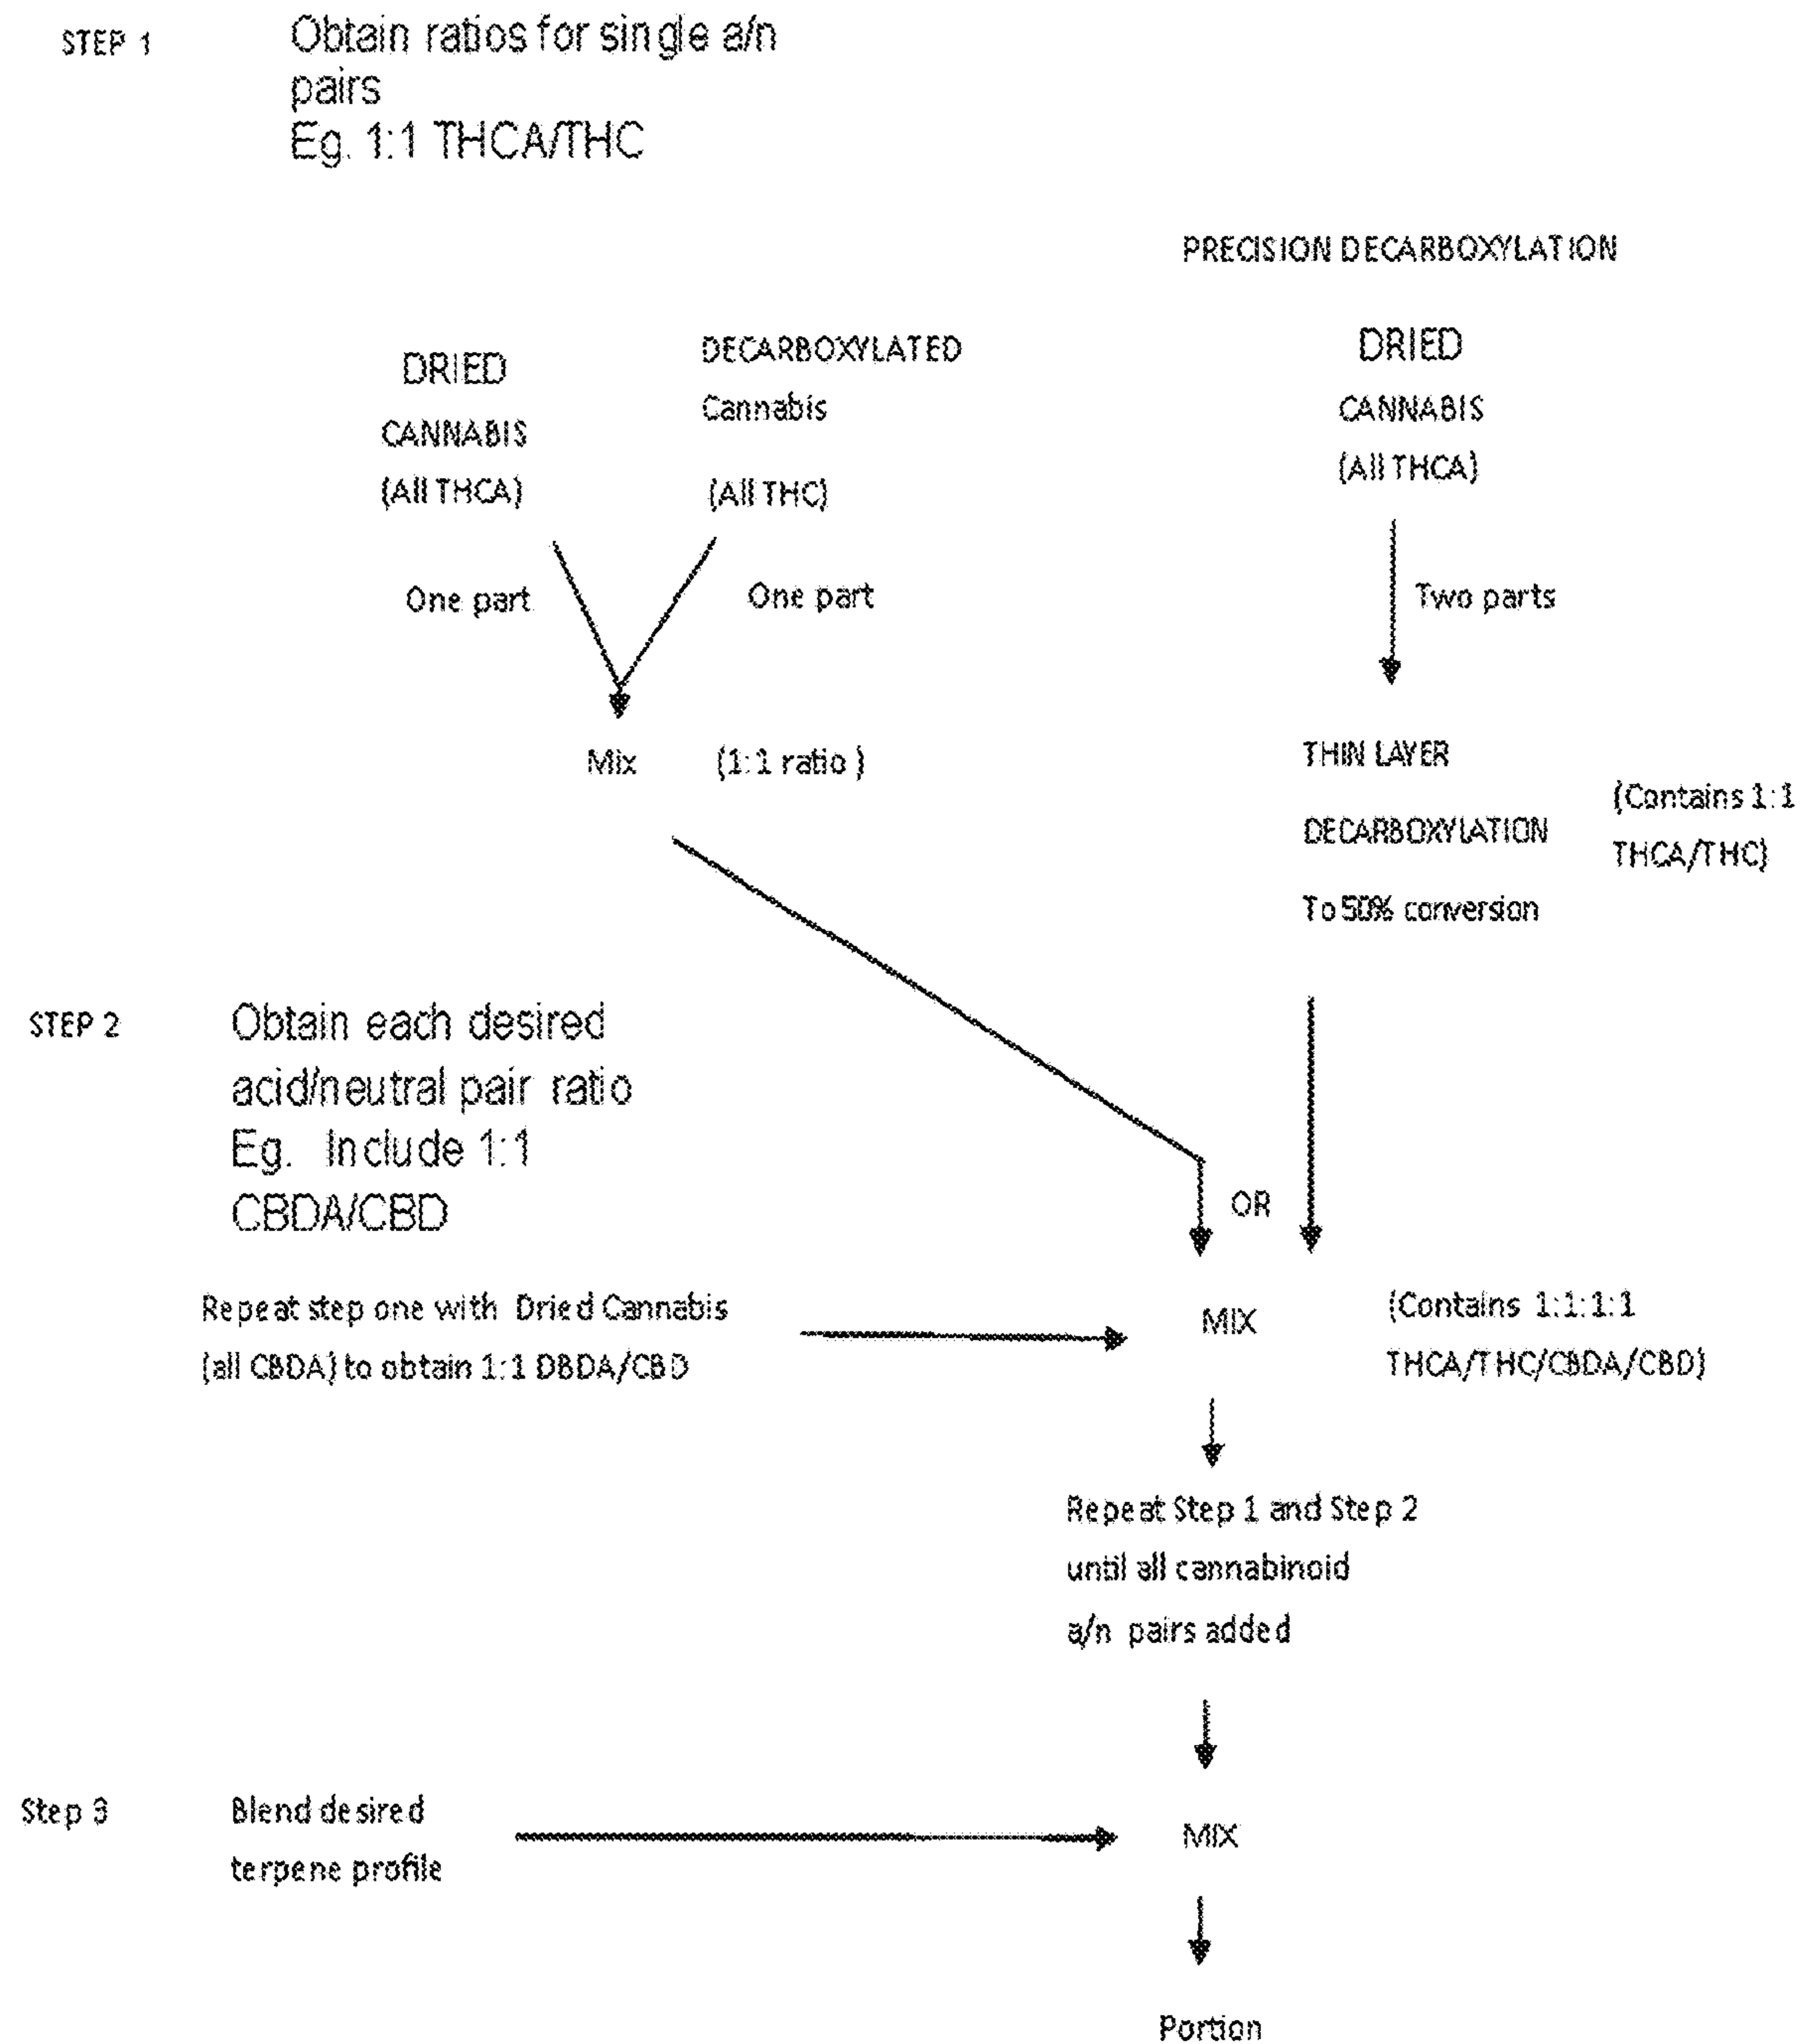 STEP 1
Obtain ratios for single a/n
pairs
Eg. 1:1 THCA/THC
PRECISION DECARBOXYLATION
DRIED
CANNABIS
(All THCA)
DECARBOXYLATED
Cannabis
(All THC)
DRIED
CANNABIS
(All THCA)
One part
One part
Two parts
Mix
(1:1 ratio )
THIN LAYER
DECARBOXYLATION
To 50% conversion
(Contains 1:1
THCA/THC)
STEP 2
Obtain each desired
acid/neutral pair ratio
Eg. Include 1:1
CBDA/CBD
OR
Repeat step one with Dried Cannabis
(all CBDA) to obtain 1:1 DBDA/CBD
MIX
(Contains 1:1:1:1
THCA/THC/CBDA/CBD)
Repeat Step 1 and Step 2
until all cannabinoid
a/n pairs added
Step 3
Blend desired
terpene profile
MIX
Portion